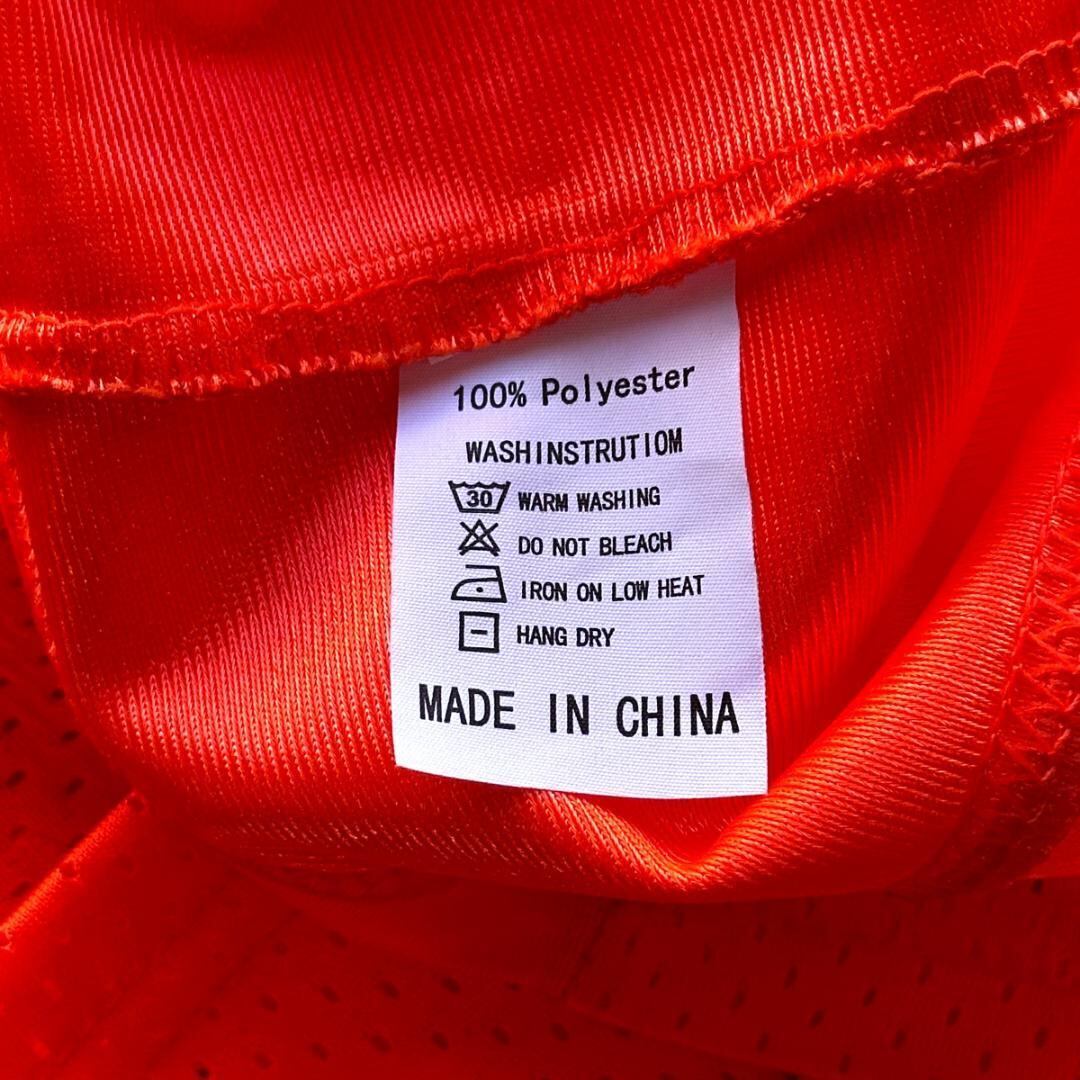 100% Polyester
WASHINSTRUTIOM
30 WARM WASHING
DO NOT BLEACH
IRON ON LOW HEAT
HANG DRY
MADE IN CHINA